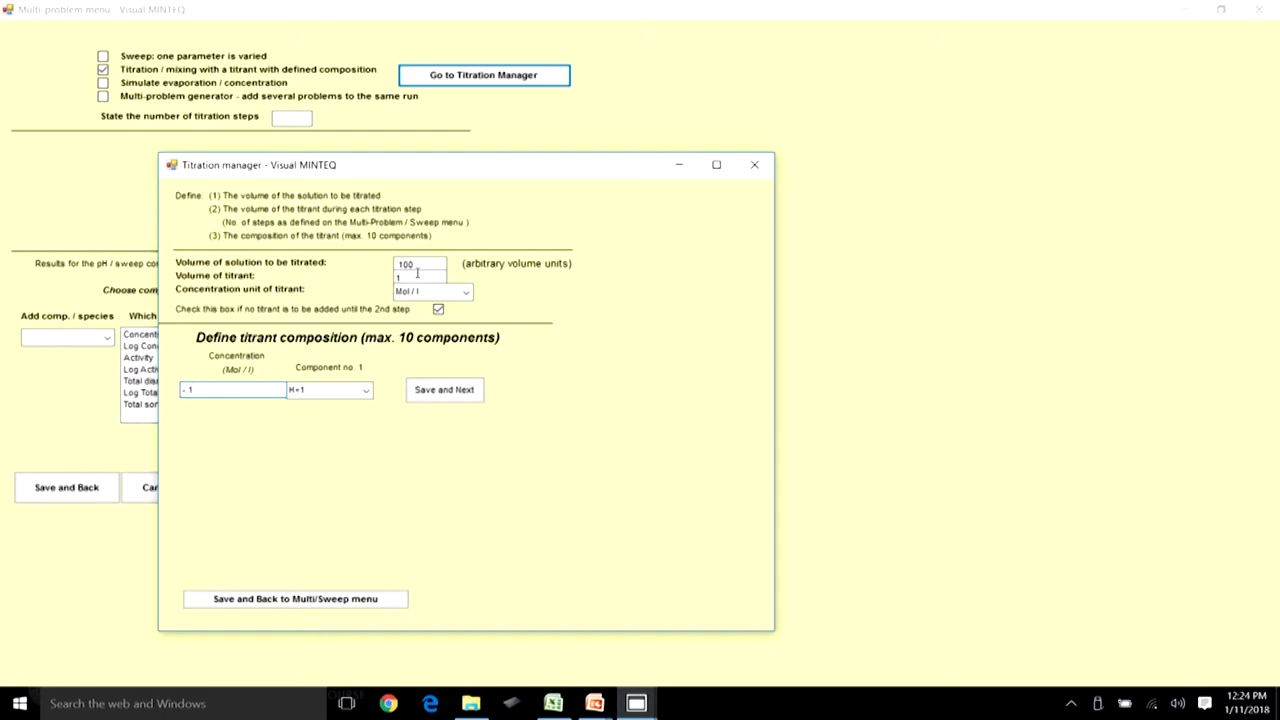 Multi-problem menu - Visual MINTEQ
Sweep: one parameter is varied
Titration / mixing with a titrant with defined composition
Go to Titration Manager
Simulate evaporation / concentration
Multi-problem generator - add several problems to the same run
State the number of titration steps
Titration manager - Visual MINTEQ
Define: (1) The volume of the solution to be titrated
(2) The volume of the titrant during each titration step
(No. of steps as defined on the Multi-Problem / Sweep menu )
(3) The composition of the titrant (max. 10 components)
Results for the pH / sweep co
Volume of solution to be titrated: 100 (arbitrary volume units)
Volume of titrant: 1
Choose com
Concentration unit of titrant: Mol / l
Check this box if no titrant is to be added until the 2nd step
Add comp. / species Which
Define titrant composition (max. 10 components)
Concent
Log Con
Activity
Log Acti
Total dis
Log Tota
Total sor
Concentration
(Mol / l)
Component no. 1
- 1 H+1 Save and Next
Save and Back Car
Save and Back to Multi/Sweep menu
Search the web and Windows
12:24 PM
1/11/2018